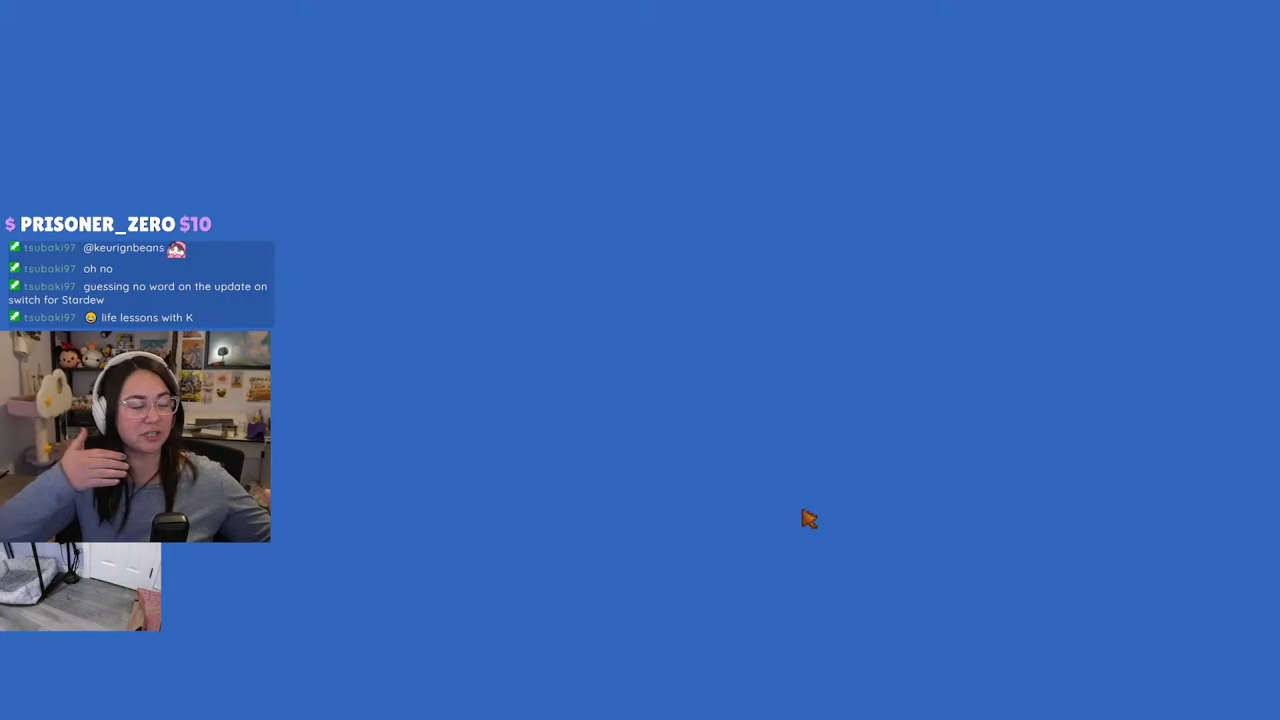 $ PRISONER_ZERO $10
tsubaki97 @keurignbeans
tsubaki97 oh no
tsubaki97 guessing no word on the update on
switch for Stardew
tsubaki97 😅 life lessons with K